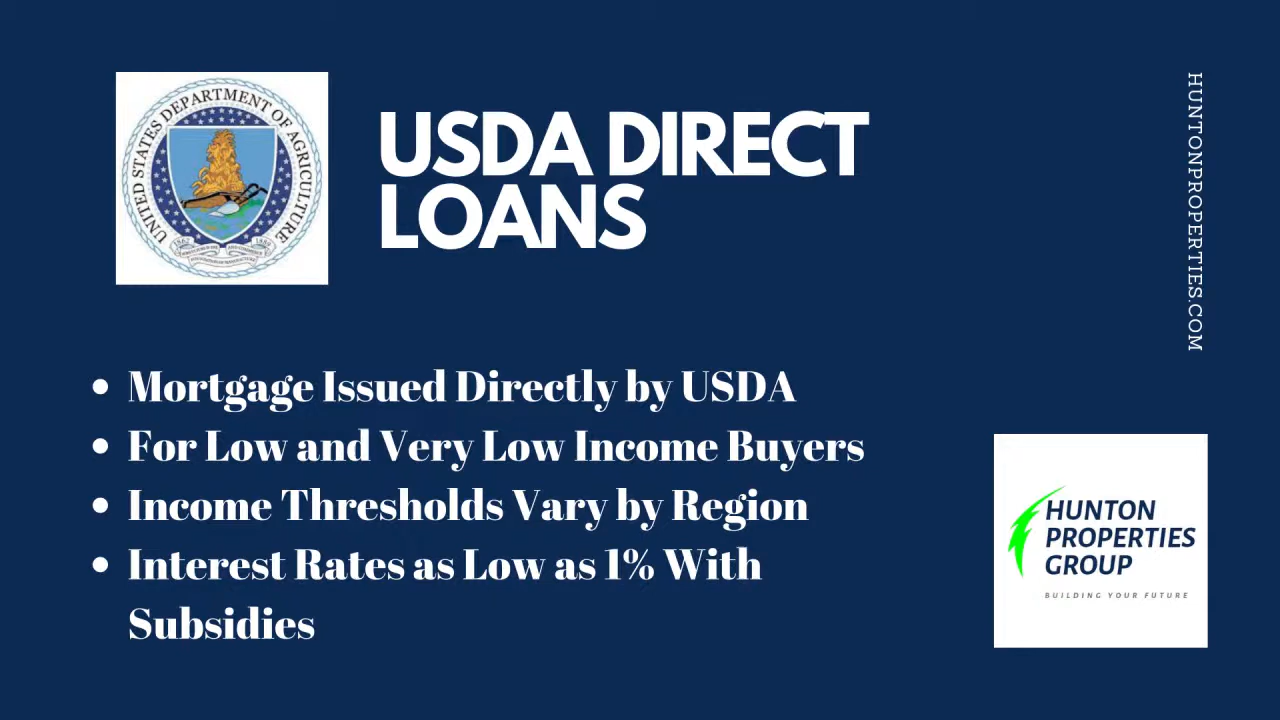 UNITED STATES DEPARTMENT OF AGRICULTURE
1862 1889
USDA DIRECT
LOANS
HUNTONPROPERTIES.COM
• Mortgage Issued Directly by USDA
• For Low and Very Low Income Buyers
• Income Thresholds Vary by Region
• Interest Rates as Low as 1% With
Subsidies
HUNTON
PROPERTIES
GROUP
BUILDING YOUR FUTURE